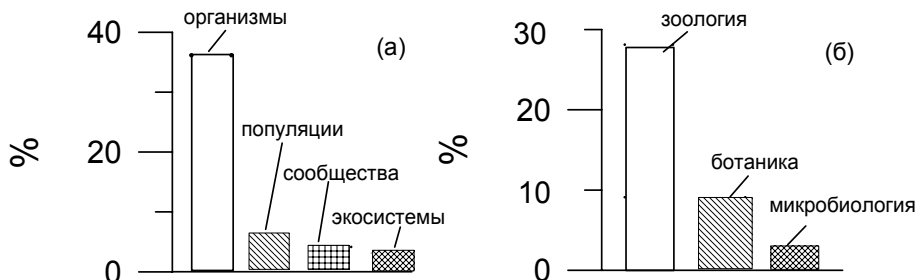 40
20
0
%
организмы
популяции
сообщества
экосистемы
(а)
30
20
10
0
%
зоология
ботаника
микробиология
(б)